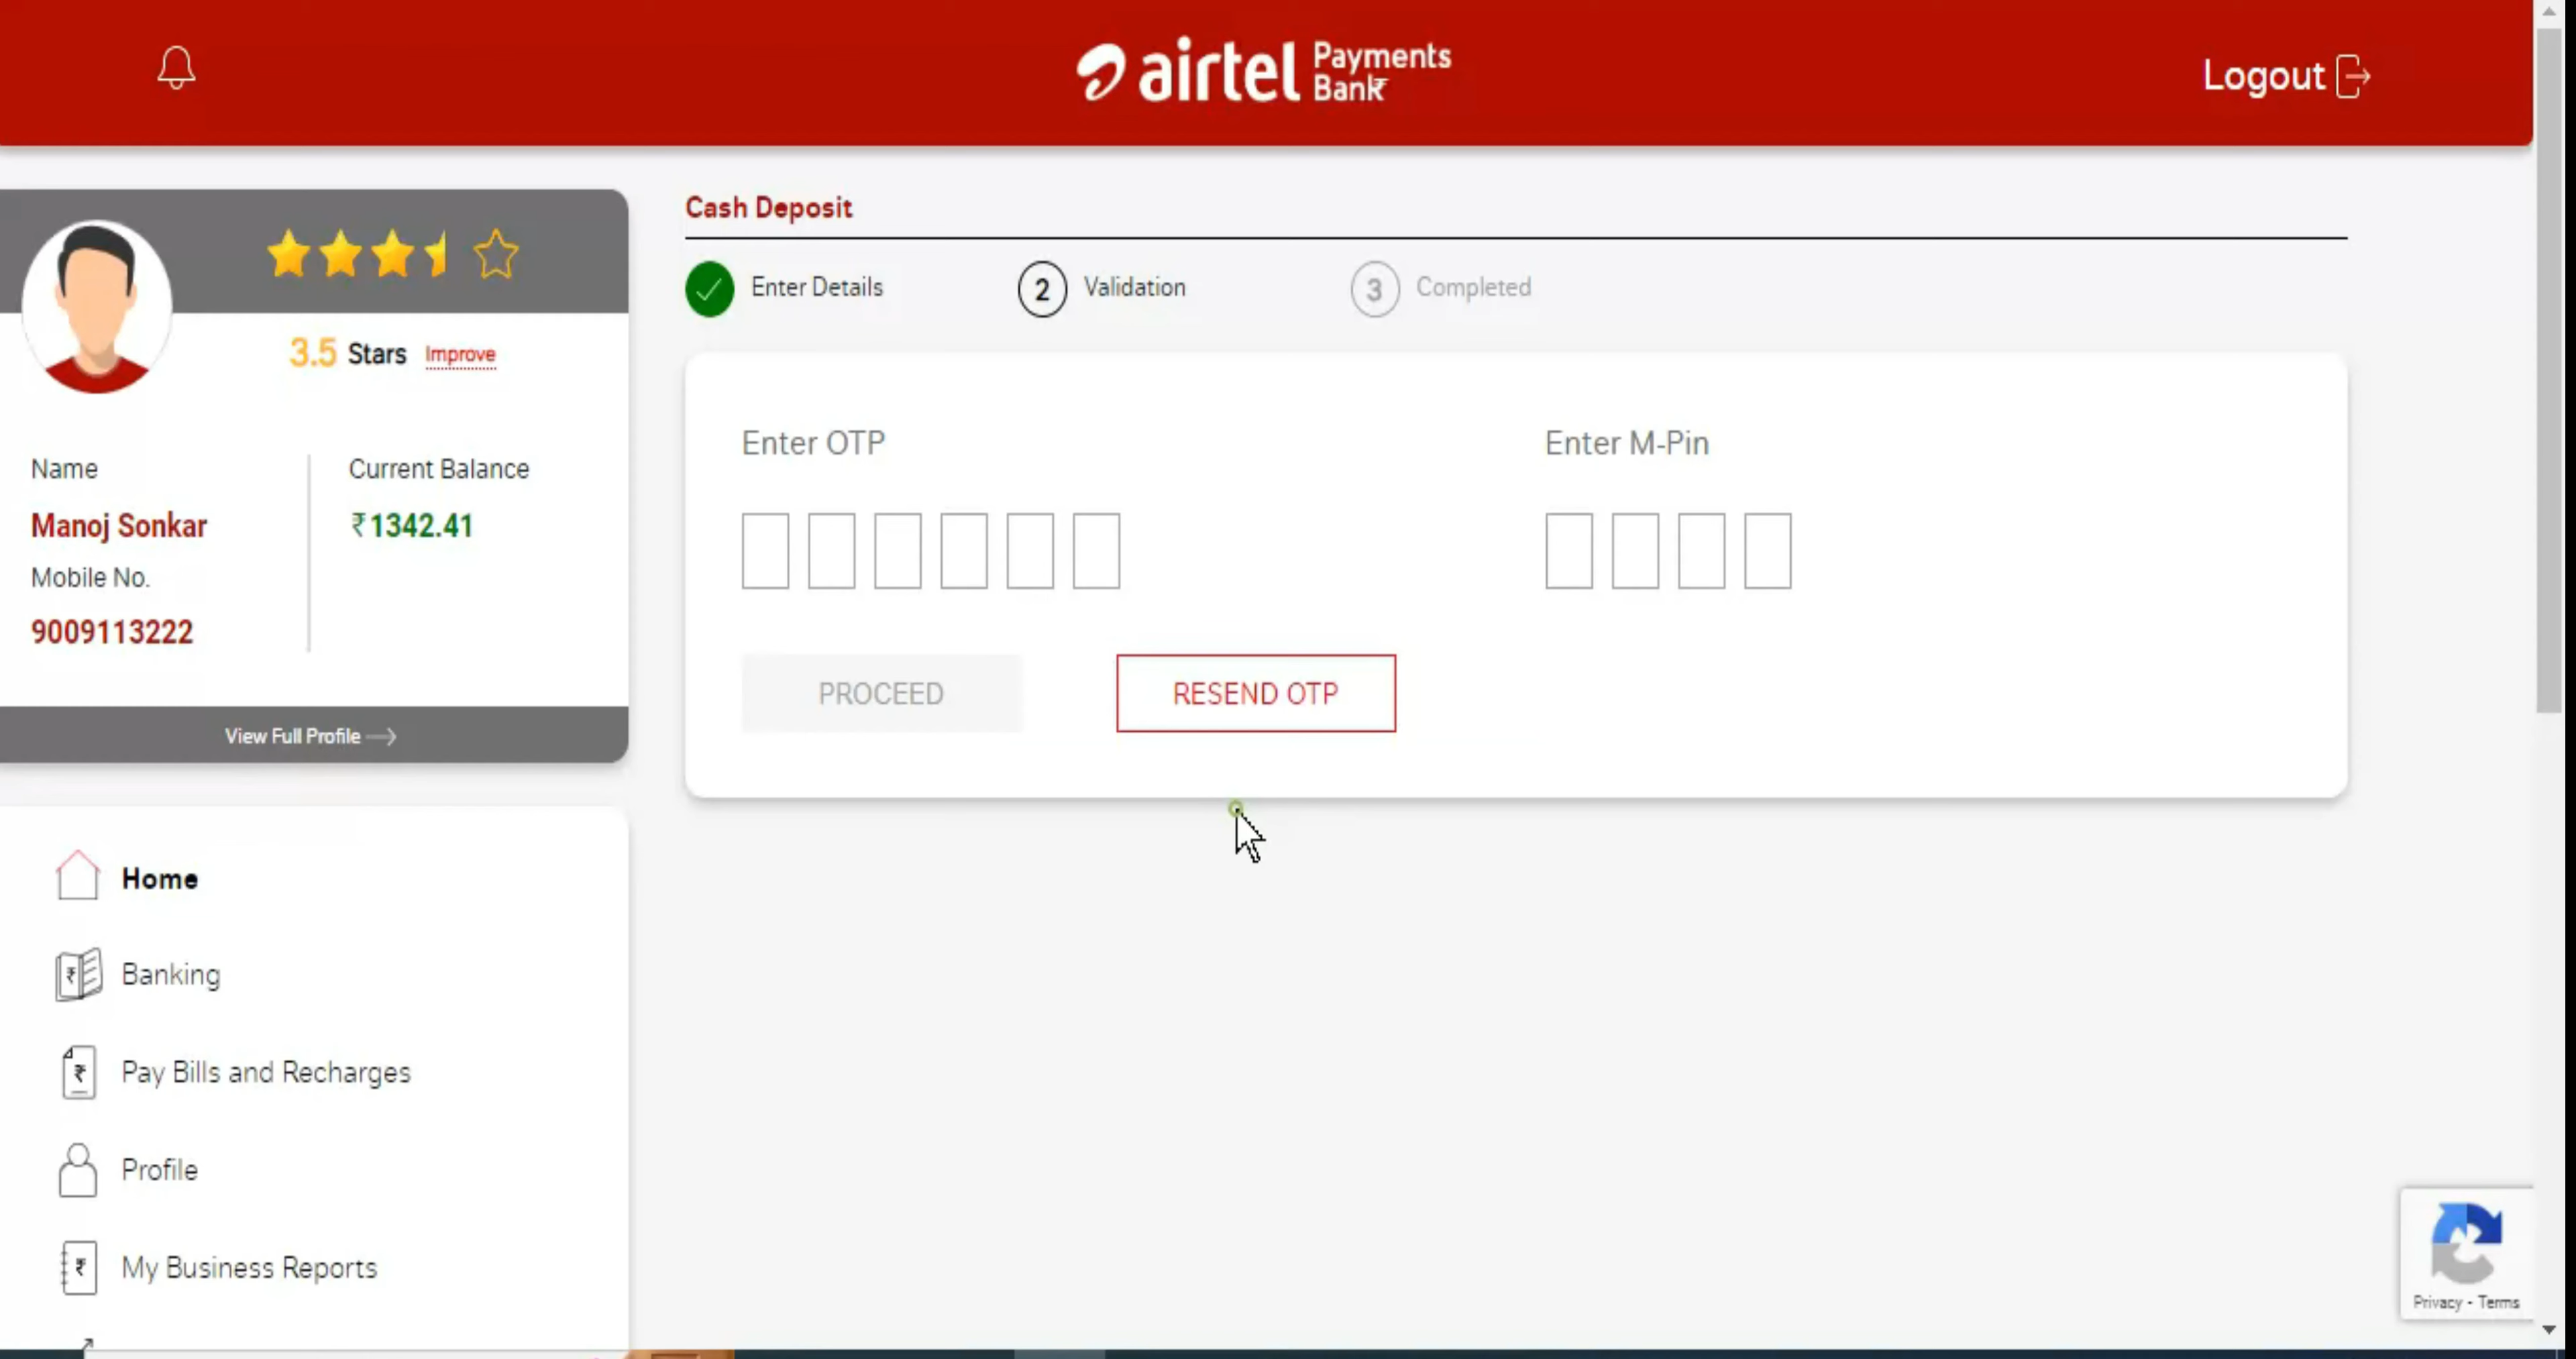 airtel Payments Bank
Logout
3.5 Stars Improve
Name
Manoj Sonkar
Mobile No.
9009113222
Current Balance
₹1342.41
View Full Profile
Home
Banking
Pay Bills and Recharges
Profile
My Business Reports
Cash Deposit
Enter Details
2 Validation
3 Completed
Enter OTP
Enter M-Pin
PROCEED
RESEND OTP
Privacy - Terms